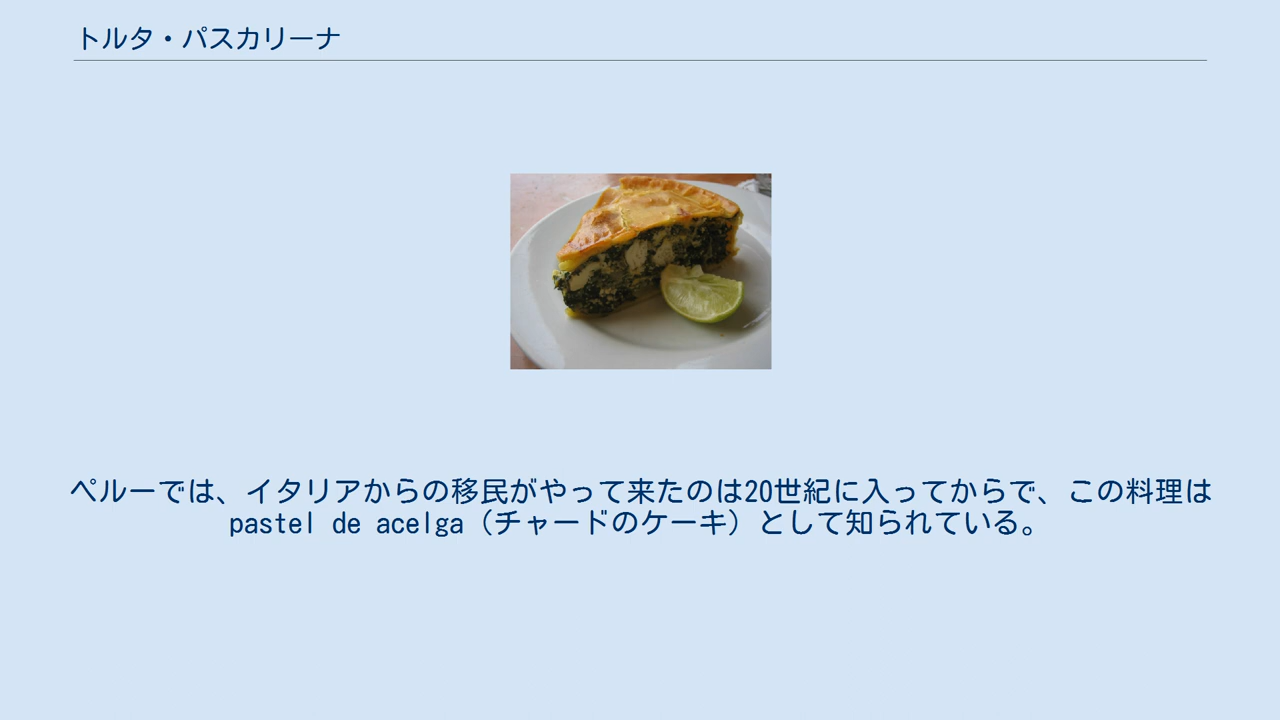 トルタ・パスカリーナ
ペルーでは、イタリアからの移民がやって来たのは20世紀に入ってからで、この料理は
pastel de acelga（チャードのケーキ）として知られている。